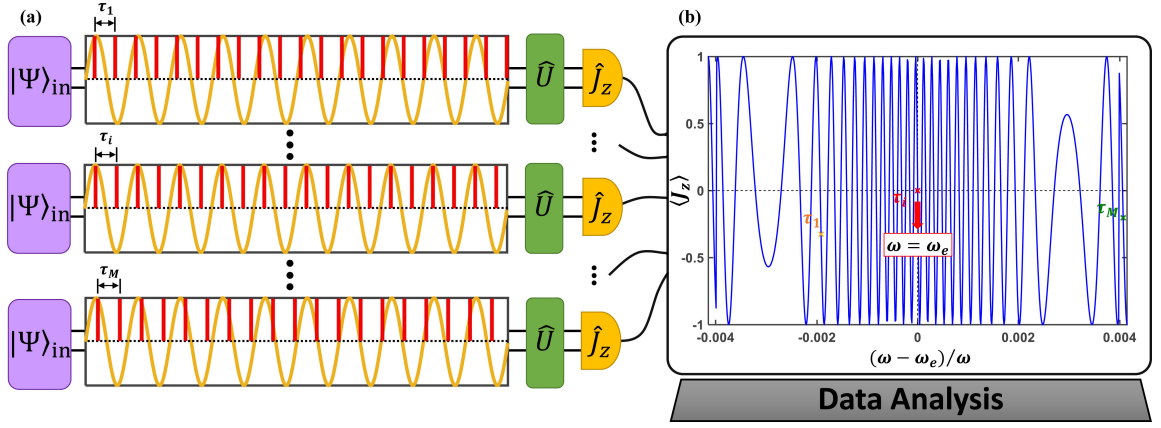 (a)
τ₁
|Ψ⟩in
Û
Ĵz
τᵢ
|Ψ⟩in
Û
Ĵz
τM
|Ψ⟩in
Û
Ĵz
(b)
1
0.5
0
-0.5
-1
⟨Jz⟩
τ₁
τᵢ
τM
ω = ωe
-0.004
-0.002
0
0.002
0.004
(ω − ωe)/ω
Data Analysis